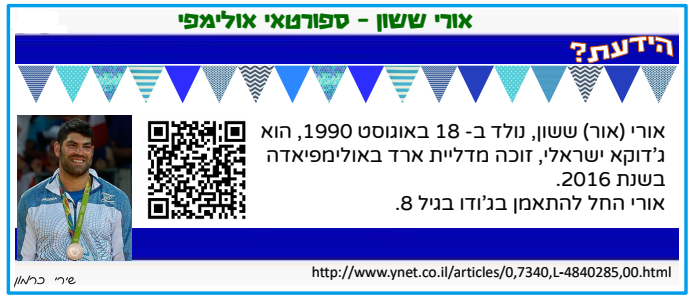 אורי ששון - ספורטאי אולימפי
הידעת?
אורי (אור) ששון, נולד ב- 18 באוגוסט 1990, הוא
ג'דוקא ישראלי, זוכה מדליית ארד באולימפיאדה
בשנת 2016.
אורי החל להתאמן בג'ודו בגיל 8.
http://www.ynet.co.il/articles/0,7340,L-4840285,00.html
שירי כרמון